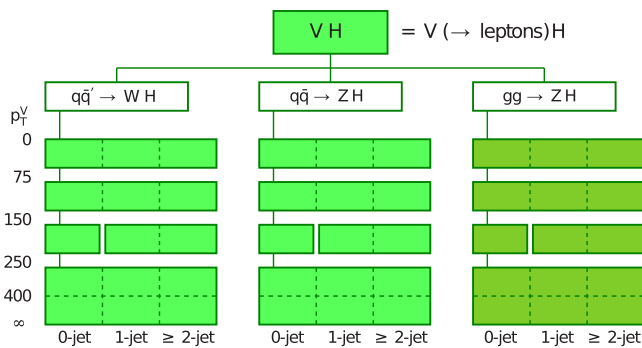 V H = V (→ leptons) H
qq̄′ → W H qq̄ → Z H gg → Z H
p_T^V
0
75
150
250
400
∞
0-jet 1-jet ≥ 2-jet 0-jet 1-jet ≥ 2-jet 0-jet 1-jet ≥ 2-jet